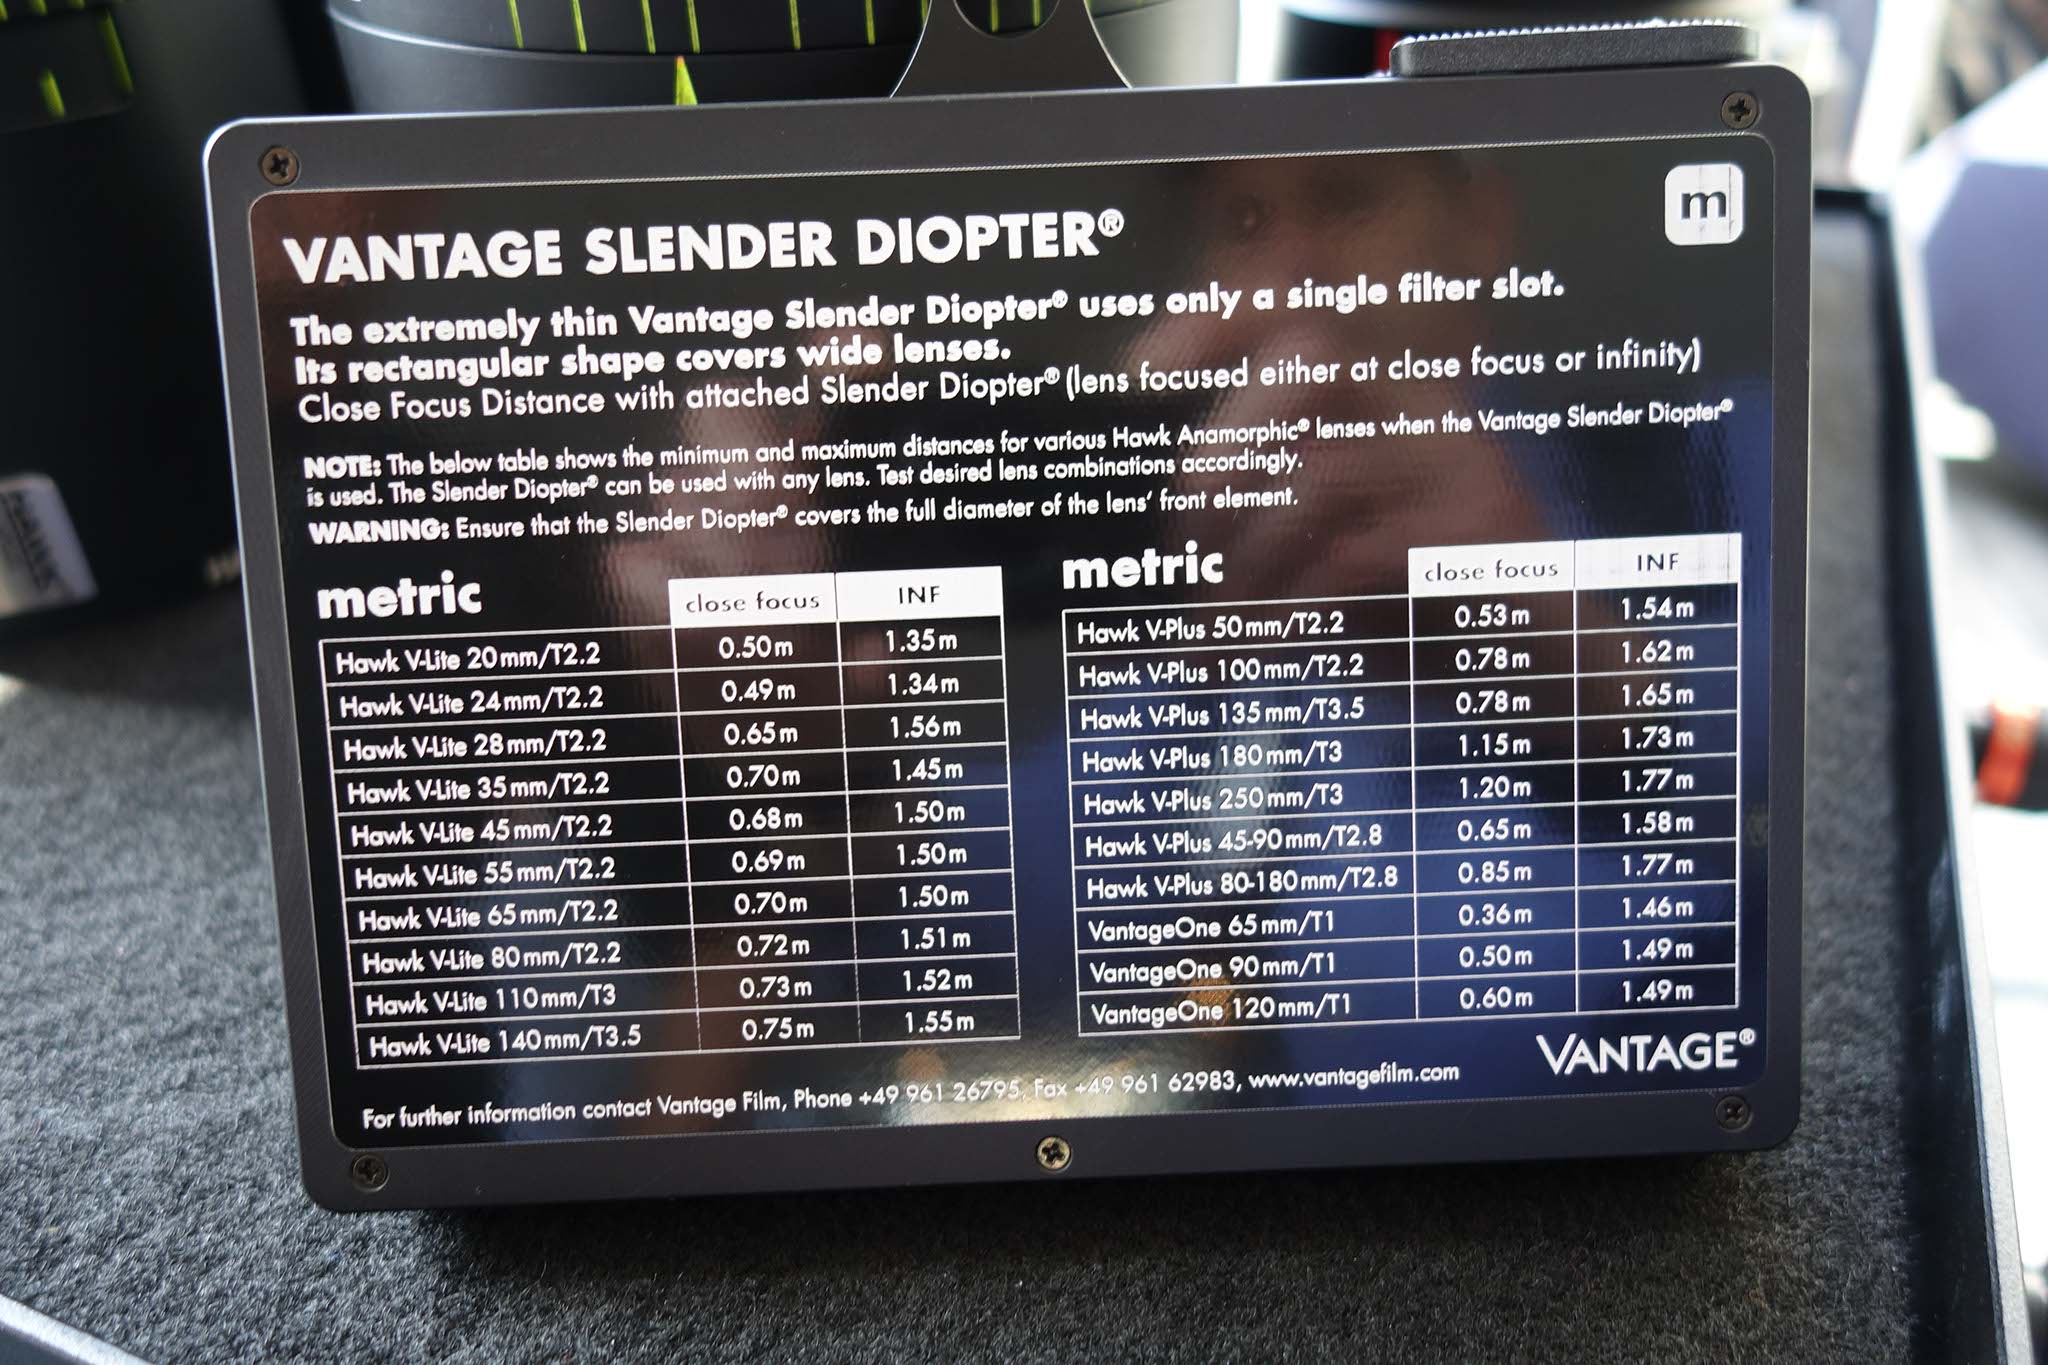 m
VANTAGE SLENDER DIOPTER®
The extremely thin Vantage Slender Diopter® uses only a single filter slot.
Its rectangular shape covers wide lenses.
Close Focus Distance with attached Slender Diopter® (lens focused either at close focus or infinity)
NOTE: The below table shows the minimum and maximum distances for various Hawk Anamorphic® lenses when the Vantage Slender Diopter®
is used. The Slender Diopter® can be used with any lens. Test desired lens combinations accordingly.
WARNING: Ensure that the Slender Diopter® covers the full diameter of the lens' front element.
metric close focus INF
Hawk V-Lite 20mm/T2.2 0.50m 1.35m
Hawk V-Lite 24mm/T2.2 0.49m 1.34m
Hawk V-Lite 28mm/T2.2 0.65m 1.56m
Hawk V-Lite 35mm/T2.2 0.70m 1.45m
Hawk V-Lite 45mm/T2.2 0.68m 1.50m
Hawk V-Lite 55mm/T2.2 0.69m 1.50m
Hawk V-Lite 65mm/T2.2 0.70m 1.50m
Hawk V-Lite 80mm/T2.2 0.72m 1.51m
Hawk V-Lite 110mm/T3 0.73m 1.52m
Hawk V-Lite 140mm/T3.5 0.75m 1.55m
metric close focus INF
Hawk V-Plus 50mm/T2.2 0.53m 1.54m
Hawk V-Plus 100mm/T2.2 0.78m 1.62m
Hawk V-Plus 135mm/T3.5 0.78m 1.65m
Hawk V-Plus 180mm/T3 1.15m 1.73m
Hawk V-Plus 250mm/T3 1.20m 1.77m
Hawk V-Plus 45-90mm/T2.8 0.65m 1.58m
Hawk V-Plus 80-180mm/T2.8 0.85m 1.77m
VantageOne 65mm/T1 0.36m 1.46m
VantageOne 90mm/T1 0.50m 1.49m
VantageOne 120mm/T1 0.60m 1.49m
VANTAGE®
For further information contact Vantage Film, Phone +49 961 26795, Fax +49 961 62983, www.vantagefilm.com